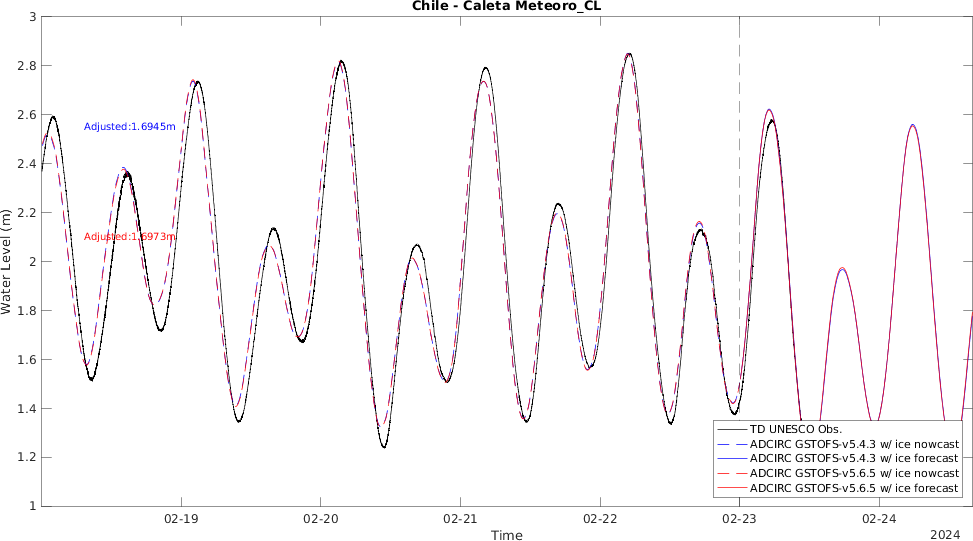 Chile - Caleta Meteoro_CL
3
2.8
2.6
2.4
2.2
2
1.8
1.6
1.4
1.2
1
Water Level (m)
Adjusted:1.6945m
Adjusted:1.6973m
TD UNESCO Obs.
ADCIRC GSTOFS-v5.4.3 w/ ice nowcast
ADCIRC GSTOFS-v5.4.3 w/ ice forecast
ADCIRC GSTOFS-v5.6.5 w/ ice nowcast
ADCIRC GSTOFS-v5.6.5 w/ ice forecast
02-19 02-20 02-21 02-22 02-23 02-24
Time
2024